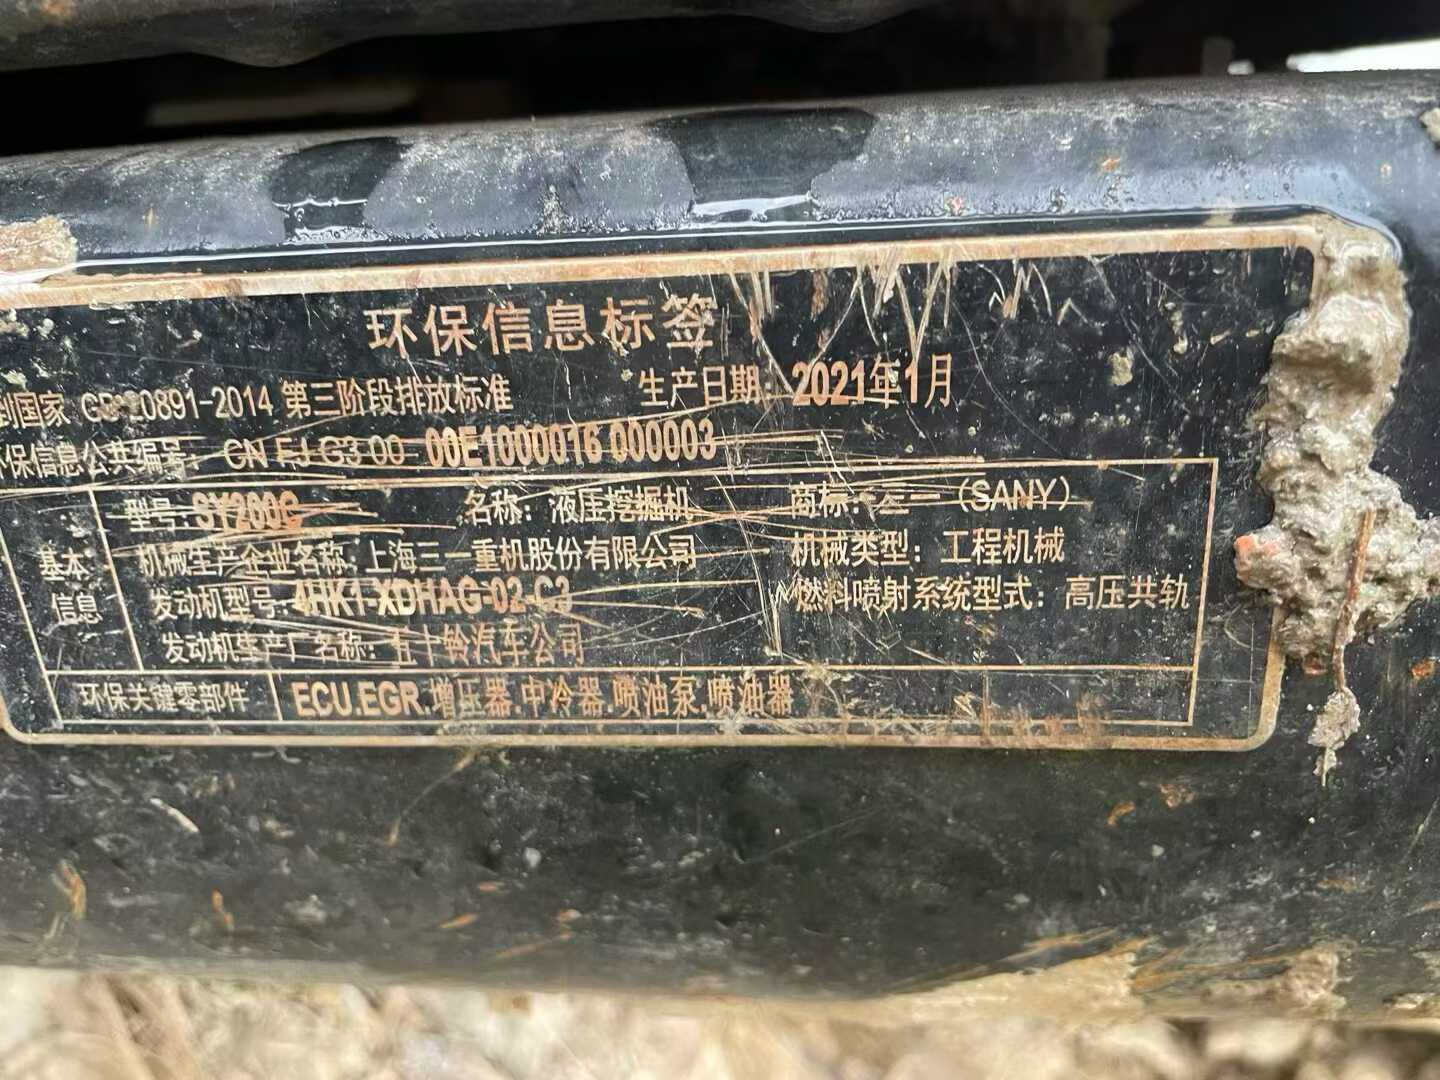 环保信息标签
到国家 GB 20891-2014 第三阶段排放标准 生产日期: 2021年1月
环保信息公共编号: CN FJ G3 00 00E1000016 000003
基本信息
型号: SY200C 名称: 液压挖掘机 商标: 三一 (SANY)
机械生产企业名称: 上海三一重机股份有限公司 机械类型: 工程机械
发动机型号: 4HK1-XDHAG-02-C3 燃料喷射系统型式: 高压共轨
发动机生产厂名称: 五十铃汽车公司
环保关键零部件 ECU.EGR.增压器.中冷器.喷油泵.喷油器